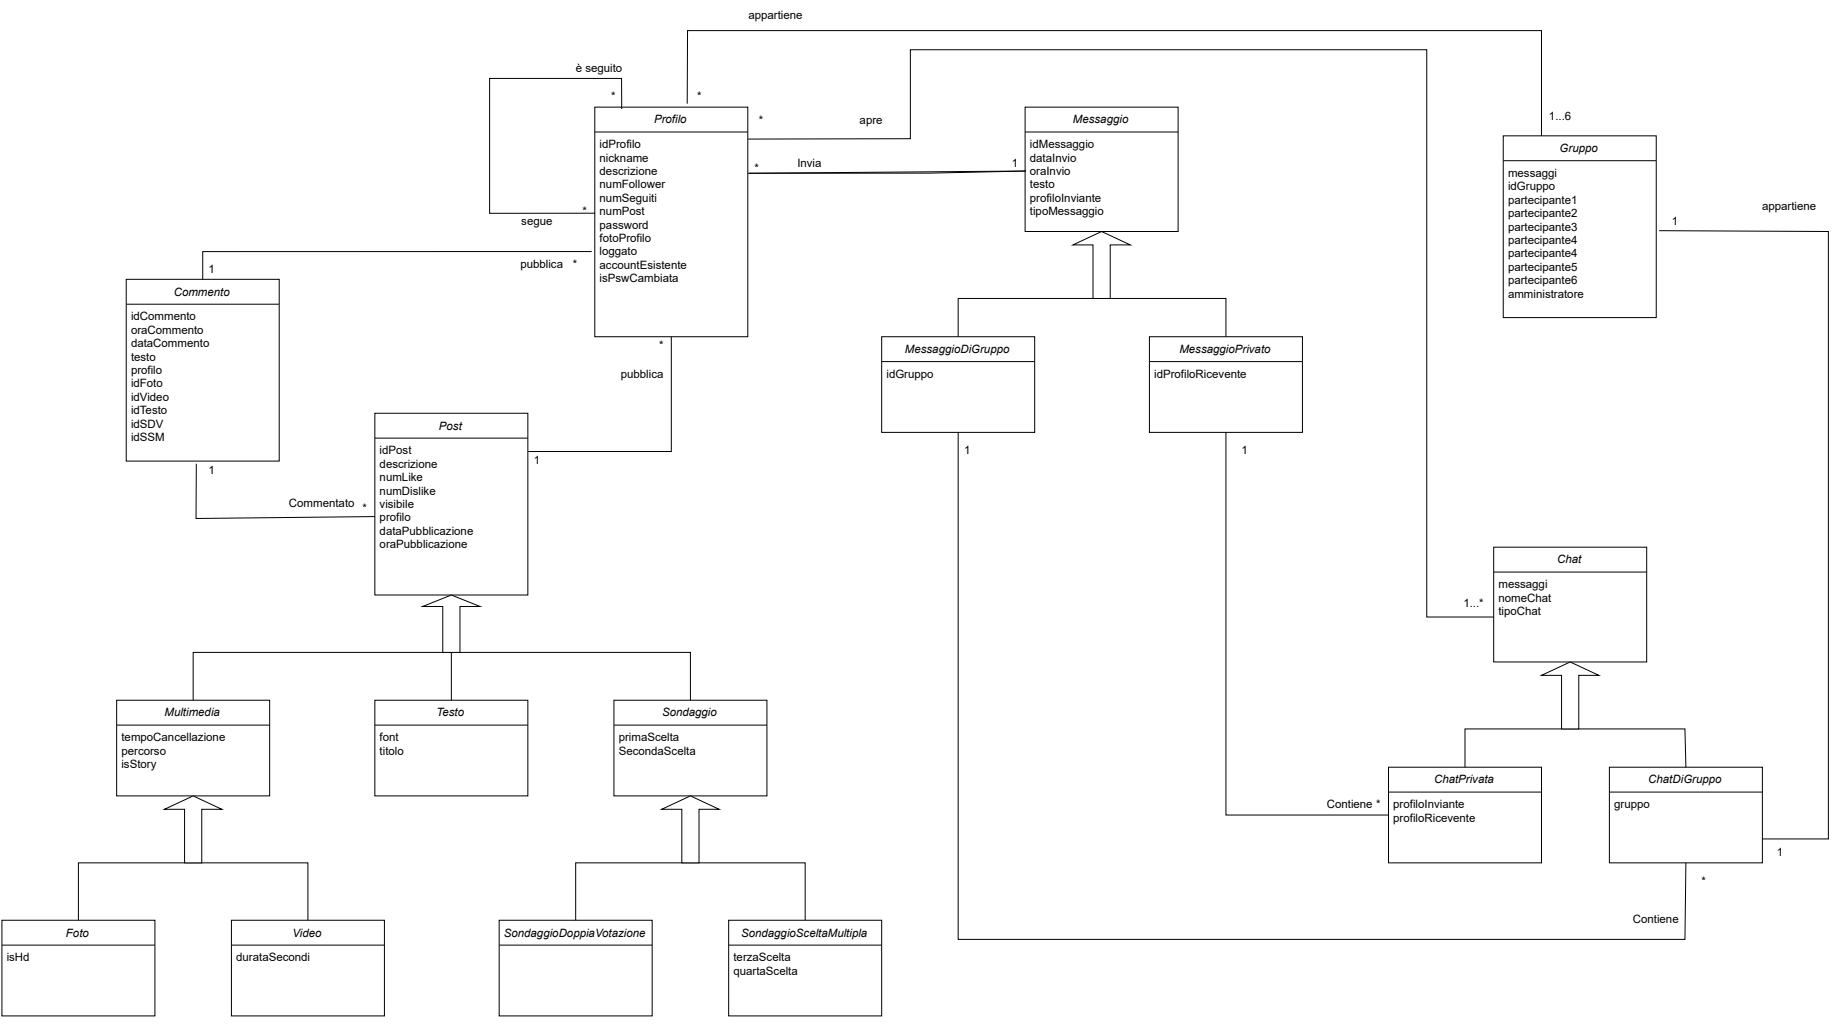 appartiene
è seguito
*
*
Profilo
idProfilo
nickname
descrizione
numFollower
numSeguiti
numPost
password
fotoProfilo
loggato
accountEsistente
isPswCambiata
*
segue
*
apre
*
Invia
1
Messaggio
idMessaggio
dataInvio
oraInvio
testo
profiloInviante
tipoMessaggio
1...6
Gruppo
messaggi
idGruppo
partecipante1
partecipante2
partecipante3
partecipante4
partecipante4
partecipante5
partecipante6
amministratore
1
appartiene
pubblica *
1
Commento
idCommento
oraCommento
dataCommento
testo
profilo
idFoto
idVideo
idTesto
idSDV
idSSM
1
Commentato *
*
pubblica
1
Post
idPost
descrizione
numLike
numDislike
visibile
profilo
dataPubblicazione
oraPubblicazione
MessaggioDiGruppo
idGruppo
1
MessaggioPrivato
idProfiloRicevente
1
Chat
messaggi
nomeChat
tipoChat
1...*
Multimedia
tempoCancellazione
percorso
isStory
Testo
font
titolo
Sondaggio
primaScelta
SecondaScelta
ChatPrivata
profiloInviante
profiloRicevente
Contiene *
ChatDiGruppo
gruppo
1
*
Contiene
Foto
isHd
Video
durataSecondi
SondaggioDoppiaVotazione
SondaggioSceltaMultipla
terzaScelta
quartaScelta